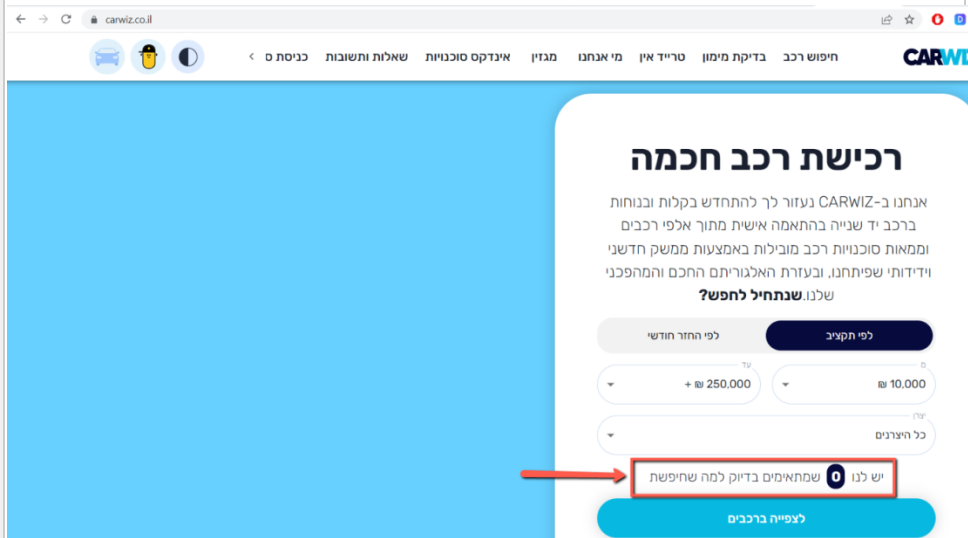 carwiz.co.il
CARWI
חיפוש רכב
בדיקת מימון
טרייד אין
מי אנחנו
מגזין
אינדקס סוכנויות
שאלות ותשובות
כניסת ס
רכישת רכב חכמה
אנחנו ב-CARWIZ נעזור לך להתחדש בקלות ובנוחות
ברכב יד שנייה בהתאמה אישית מתוך אלפי רכבים
וממאות סוכנויות רכב מובילות באמצעות ממשק חדשני
וידידותי שפיתחנו, ובעזרת האלגוריתם החכם והמהפכני
שלנו.שנתחיל לחפש?
לפי תקציב
לפי החזר חודשי
מ
10,000 ₪
עד
250,000 ₪ +
יצרן
כל היצרנים
יש לנו 0 שמתאימים בדיוק למה שחיפשת
לצפייה ברכבים